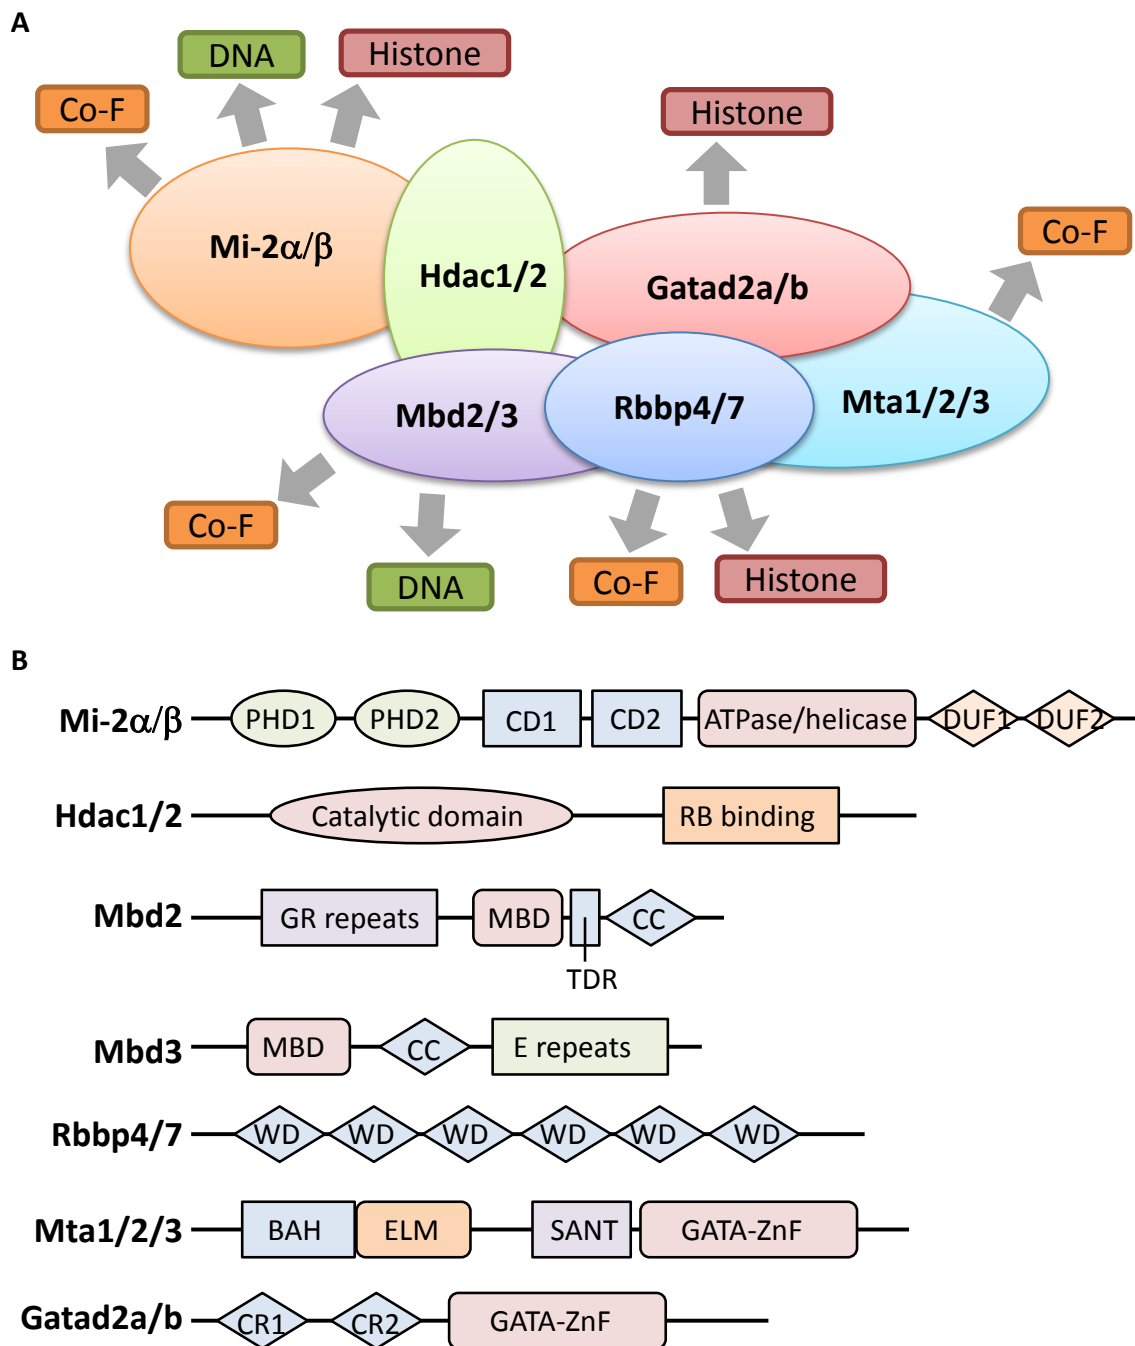 A
DNA
Histone
Co-F
Histone
Co-F
Mi-2α/β
Hdac1/2
Gatad2a/b
Mbd2/3
Rbbp4/7
Mta1/2/3
Co-F
DNA
Co-F
Histone
B
Mi-2α/β PHD1 PHD2 CD1 CD2 ATPase/helicase DUF1 DUF2
Hdac1/2 Catalytic domain RB binding
Mbd2 GR repeats MBD CC
TDR
Mbd3 MBD CC E repeats
Rbbp4/7 WD WD WD WD WD WD
Mta1/2/3 BAH ELM SANT GATA-ZnF
Gatad2a/b CR1 CR2 GATA-ZnF